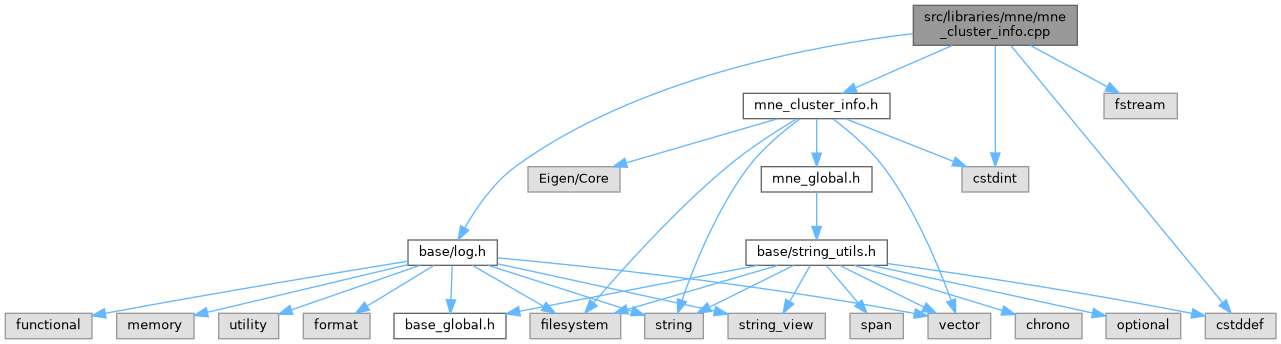 src/libraries/mne/mne
_cluster_info.cpp
mne_cluster_info.h
fstream
Eigen/Core
mne_global.h
cstdint
base/log.h
base/string_utils.h
functional
memory
utility
format
base_global.h
filesystem
string
string_view
span
vector
chrono
optional
cstddef